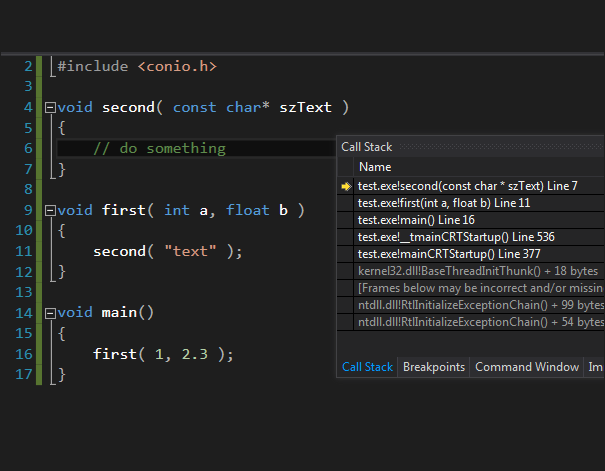 2 #include <conio.h>
3
4 void second( const char* szText )
5 {
6 // do something
7 }
8
9 void first( int a, float b )
10 {
11 second( "text" );
12 }
13
14 void main()
15 {
16 first( 1, 2.3 );
17 }
Call Stack
Name
test.exe!second(const char * szText) Line 7
test.exe!first(int a, float b) Line 11
test.exe!main() Line 16
test.exe!__tmainCRTStartup() Line 536
test.exe!mainCRTStartup() Line 377
kernel32.dll!BaseThreadInitThunk() + 18 bytes
[Frames below may be incorrect and/or missin
ntdll.dll!RtlInitializeExceptionChain() + 99 bytes
ntdll.dll!RtlInitializeExceptionChain() + 54 bytes
Call Stack Breakpoints Command Window Im